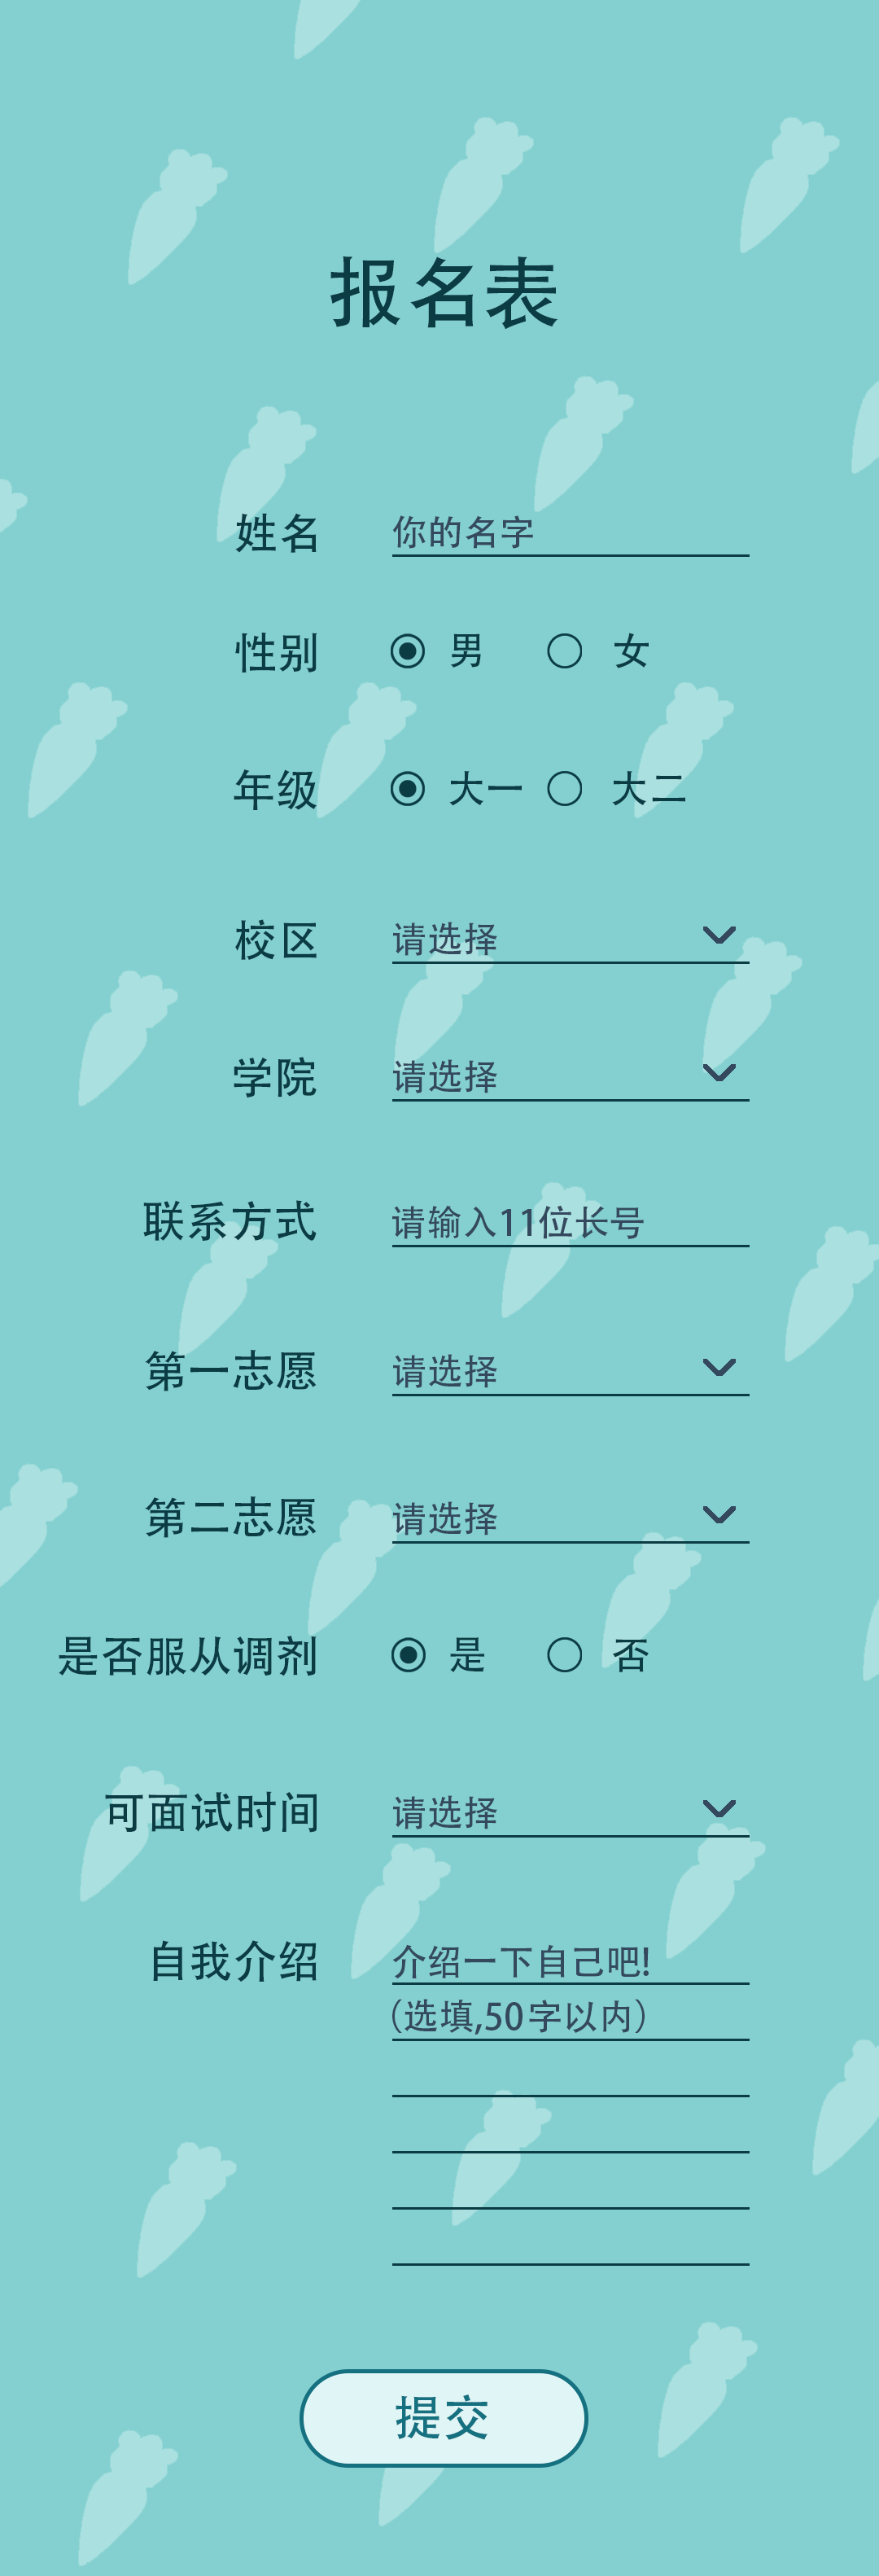 报名表
姓名 你的名字
性别 男 女
年级 大一 大二
校区 请选择
学院 请选择
联系方式 请输入11位长号
第一志愿 请选择
第二志愿 请选择
是否服从调剂 是 否
可面试时间 请选择
自我介绍 介绍一下自己吧!
(选填,50字以内)
提交